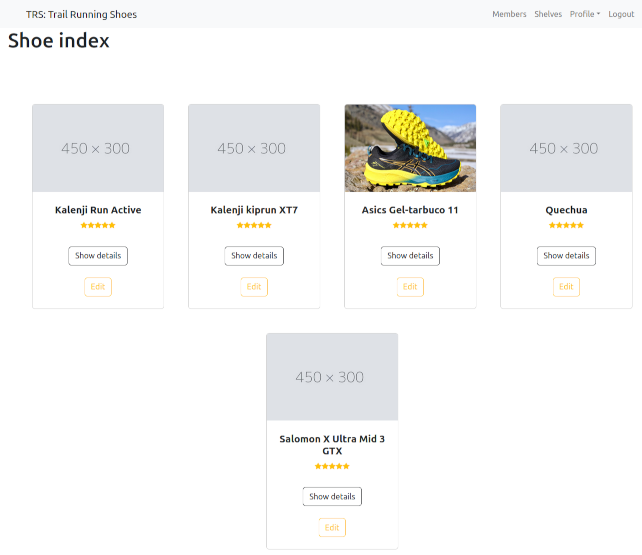 TRS: Trail Running Shoes Members Shelves Profile Logout
Shoe index
450 × 300 450 × 300 450 × 300
Kalenji Run Active Kalenji kiprun XT7 Asics Gel-tarbuco 11 Quechua
Show details Show details Show details Show details
Edit Edit Edit Edit
450 × 300
Salomon X Ultra Mid 3
GTX
Show details
Edit